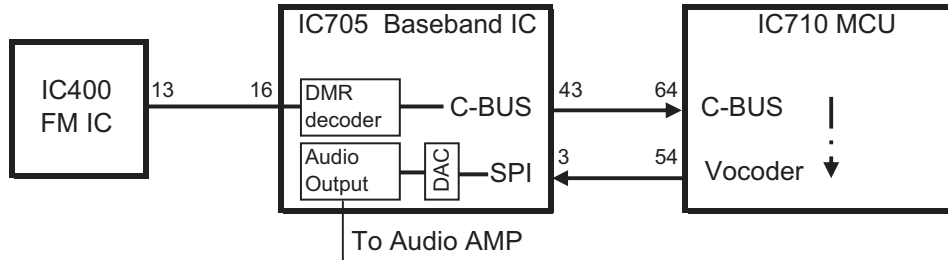 IC705 Baseband IC
IC710 MCU
IC400
FM IC
13
16
DMR
decoder
C-BUS
43
64
C-BUS
Audio
Output
DAC
SPI
3
54
Vocoder
To Audio AMP